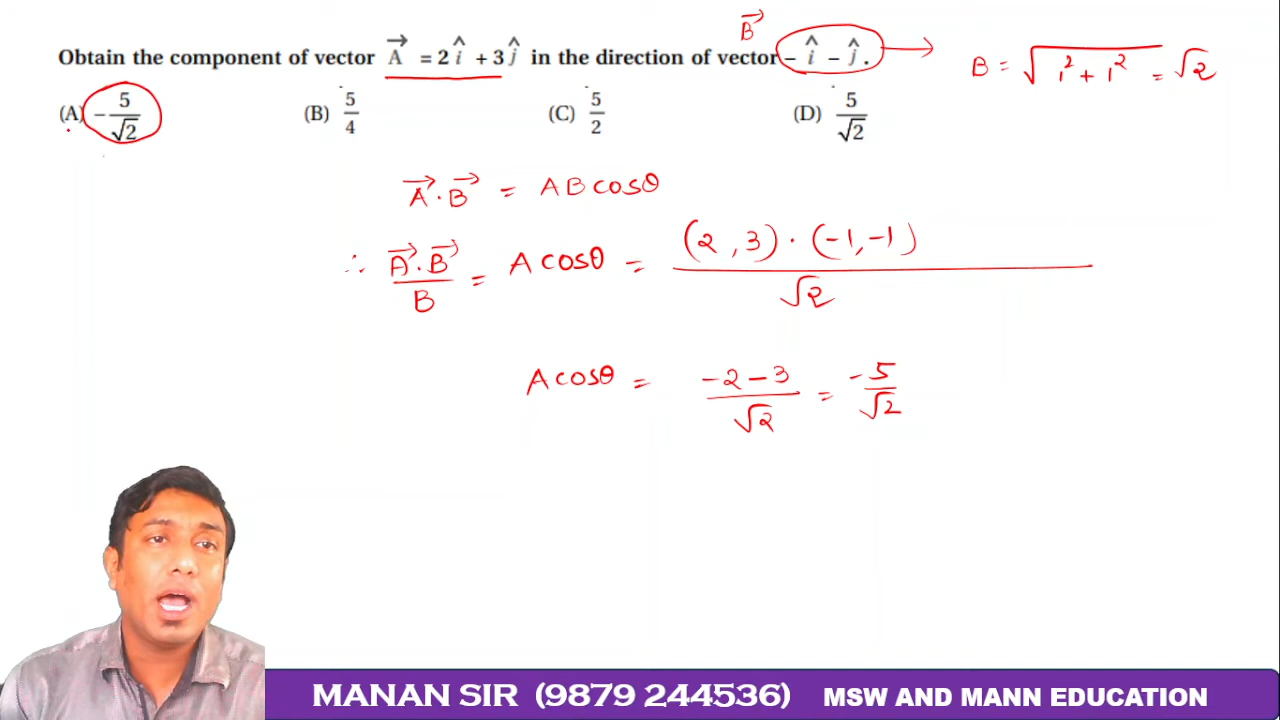 B⃗
Obtain the component of vector A⃗ = 2 î + 3 ĵ in the direction of vector – î – ĵ .
B = √(1² + 1²) = √2
(A) – 5/√2 (B) 5/4 (C) 5/2 (D) 5/√2
A⃗ · B⃗ = AB cosθ
∴ A⃗ · B⃗ / B = A cosθ = (2, 3) · (-1, -1) / √2
A cosθ = -2 - 3 / √2 = -5/√2
MANAN SIR (9879 244536) MSW AND MANN EDUCATION